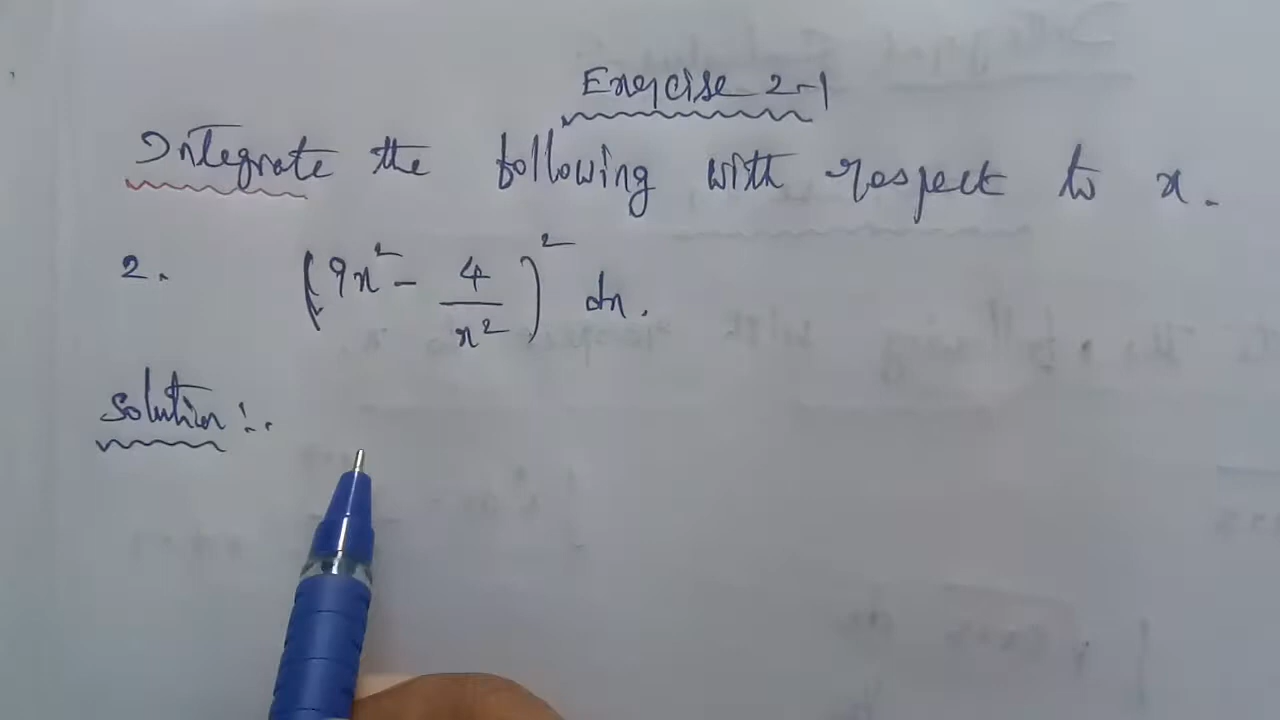 Exercise 2-1
Integrate the following with respect to x.
2. (9x² - 4/x²)² dx.
Solution:-